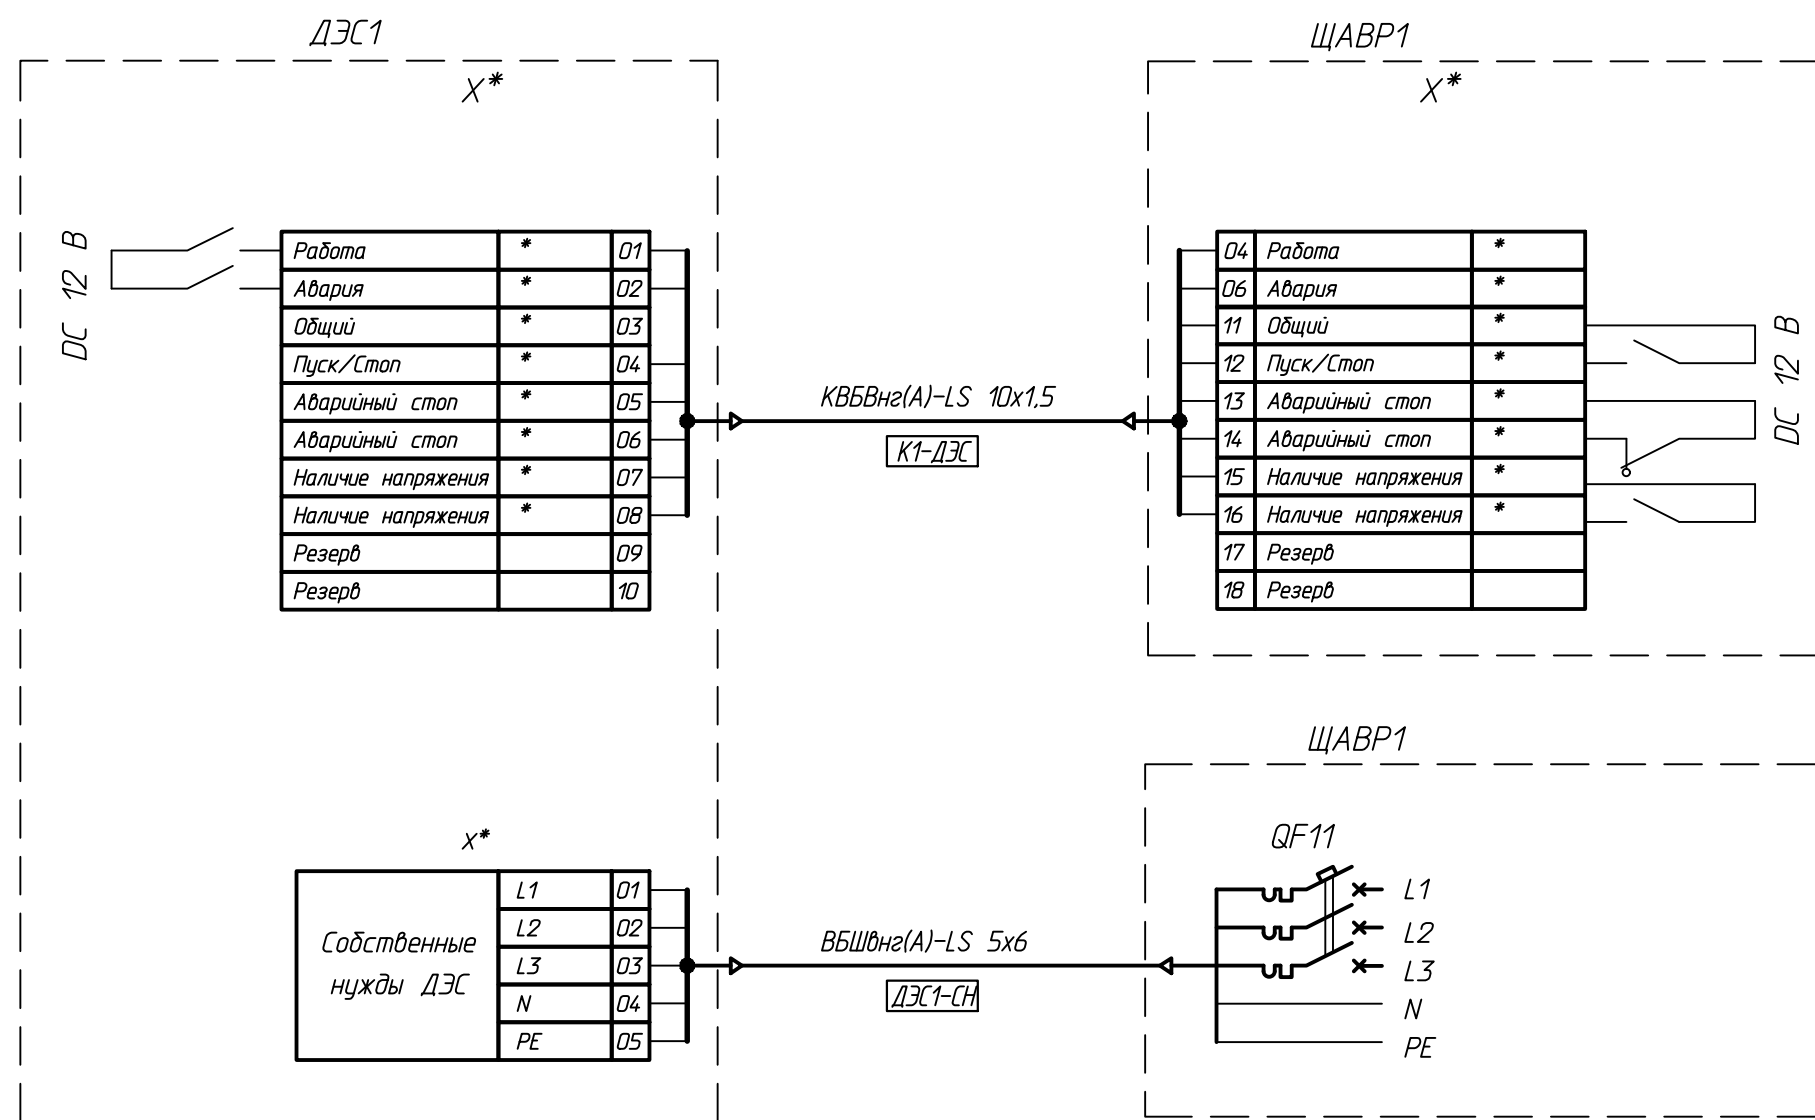 ДЭС1
X*
DC 12 В
Работа * 01
Авария * 02
Общий * 03
Пуск/Стоп * 04
Аварийный стоп * 05
Аварийный стоп * 06
Наличие напряжения * 07
Наличие напряжения * 08
Резерв 09
Резерв 10
КВБВнг(А)-LS 10х1,5
К1-ДЭС
ЩАВР1
X*
04 Работа *
06 Авария *
11 Общий *
12 Пуск/Стоп *
13 Аварийный стоп *
14 Аварийный стоп *
15 Наличие напряжения *
16 Наличие напряжения *
17 Резерв
18 Резерв
DC 12 В
x*
Собственные
нужды ДЭС
L1 01
L2 02
L3 03
N 04
PE 05
ВБШвнг(А)-LS 5х6
ДЭС1-СН
ЩАВР1
QF11
L1
L2
L3
N
PE